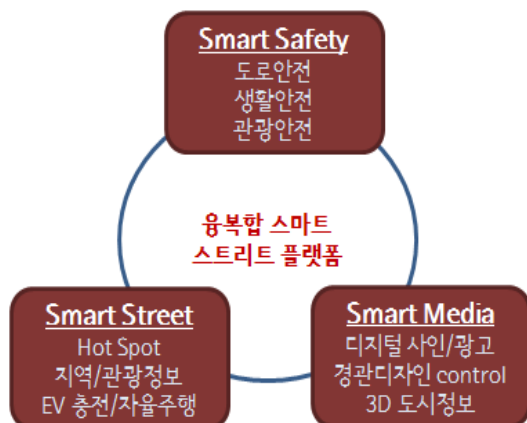 Smart Safety
도로안전
생활안전
관광안전
융복합 스마트
스트리트 플랫폼
Smart Street
Hot Spot
지역/관광정보
EV 충전/자율주행
Smart Media
디지털 사인/광고
경관디자인 control
3D 도시정보